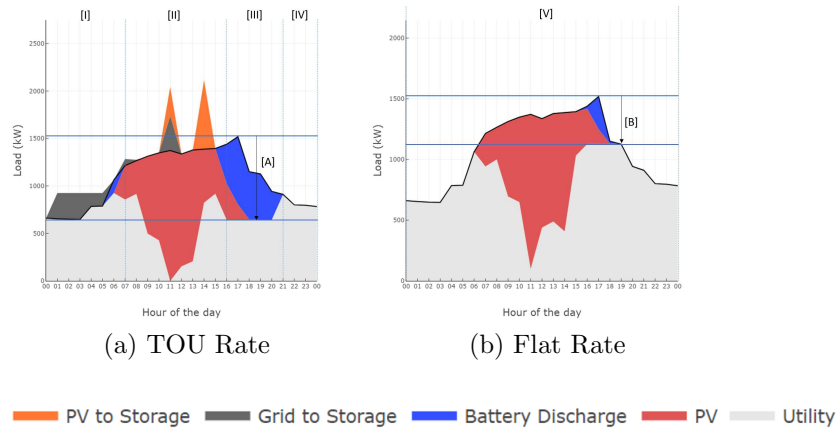 [I] [II] [III] [IV]
2500
2000
1500
1000
500
0
Load (kW)
[A]
00 01 02 03 04 05 06 07 08 09 10 11 12 13 14 15 16 17 18 19 20 21 22 23 00
Hour of the day
(a) TOU Rate
[V]
2000
1500
1000
500
0
Load (kW)
[B]
00 01 02 03 04 05 06 07 08 09 10 11 12 13 14 15 16 17 18 19 20 21 22 23 00
Hour of the day
(b) Flat Rate
PV to Storage Grid to Storage Battery Discharge PV Utility